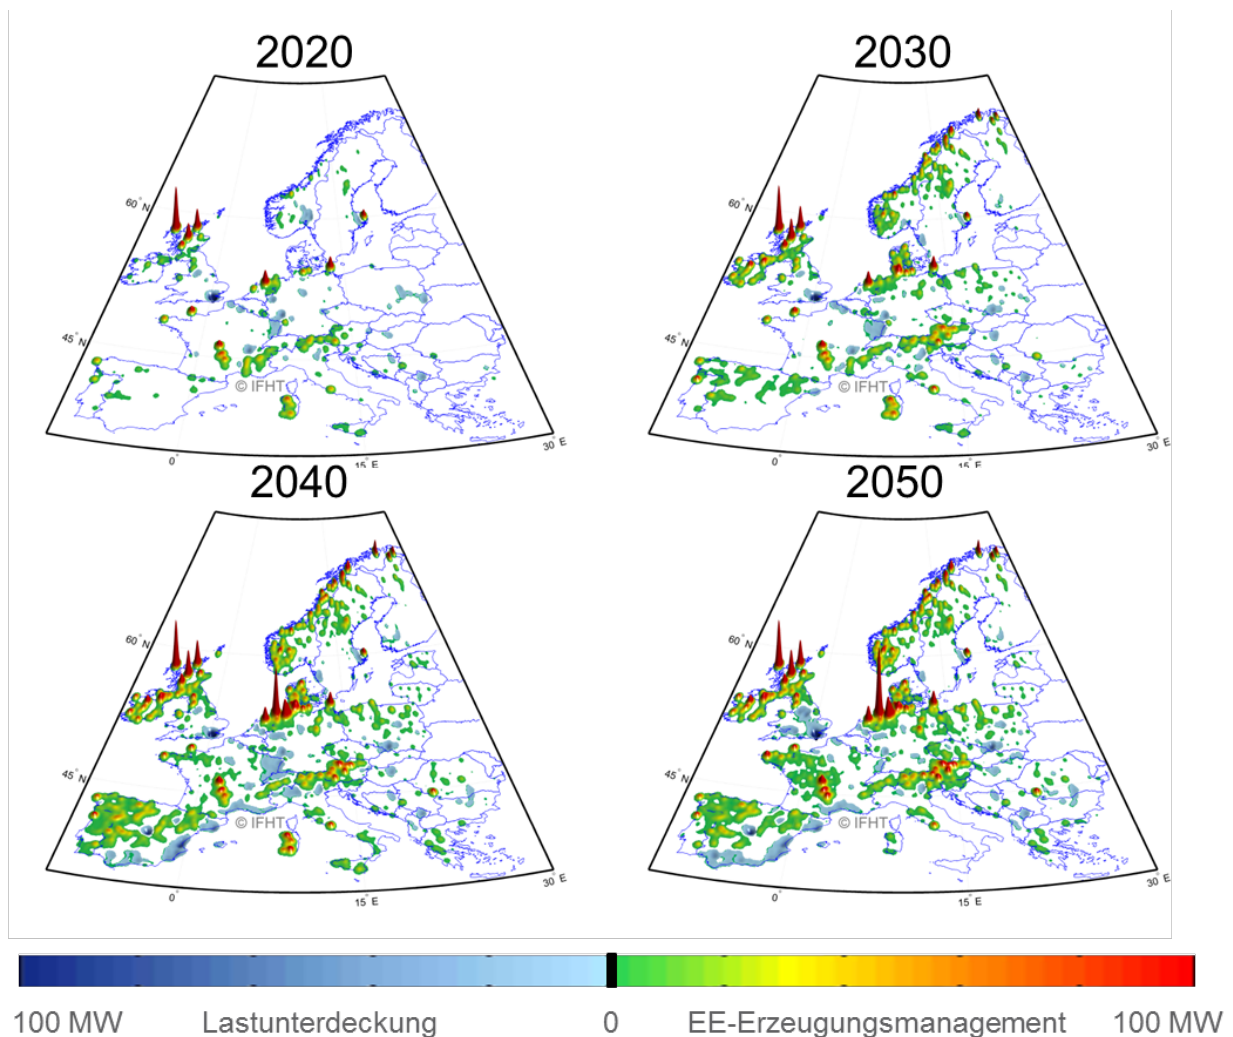 2020 2030
60° N 60° N
45° N 45° N
© IFHT © IFHT
0° 15° E 30° E 0° 15° E 30° E
2040 2050
60° N 60° N
45° N 45° N
© IFHT © IFHT
0° 15° E 30° E 0° 15° E 30° E
100 MW Lastunterdeckung 0 EE-Erzeugungsmanagement 100 MW